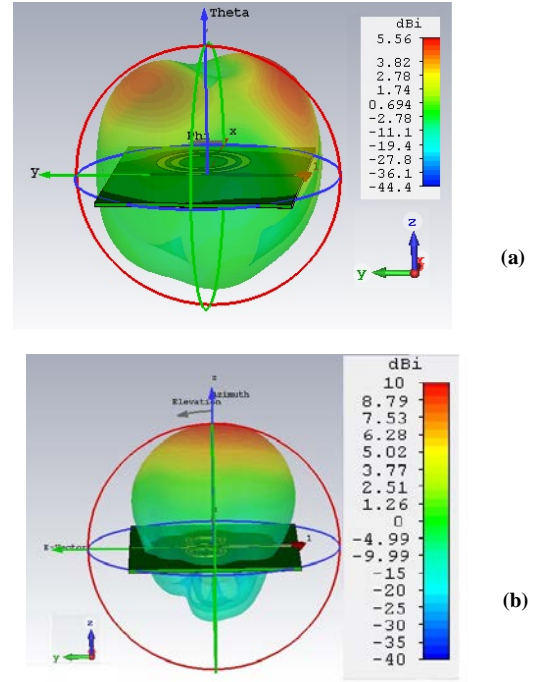 Theta
dBi
5.56
3.82
2.78
1.74
0.694
-2.78
-11.1
-19.4
-27.8
-36.1
-44.4
Phi
x
y
1
z
y
(a)
dBi
10
8.79
7.53
6.28
5.02
3.77
2.51
1.26
0
-4.99
-9.99
-15
-20
-25
-30
-35
-40
z
Azimuth
Elevation
1
y
z
y
(b)